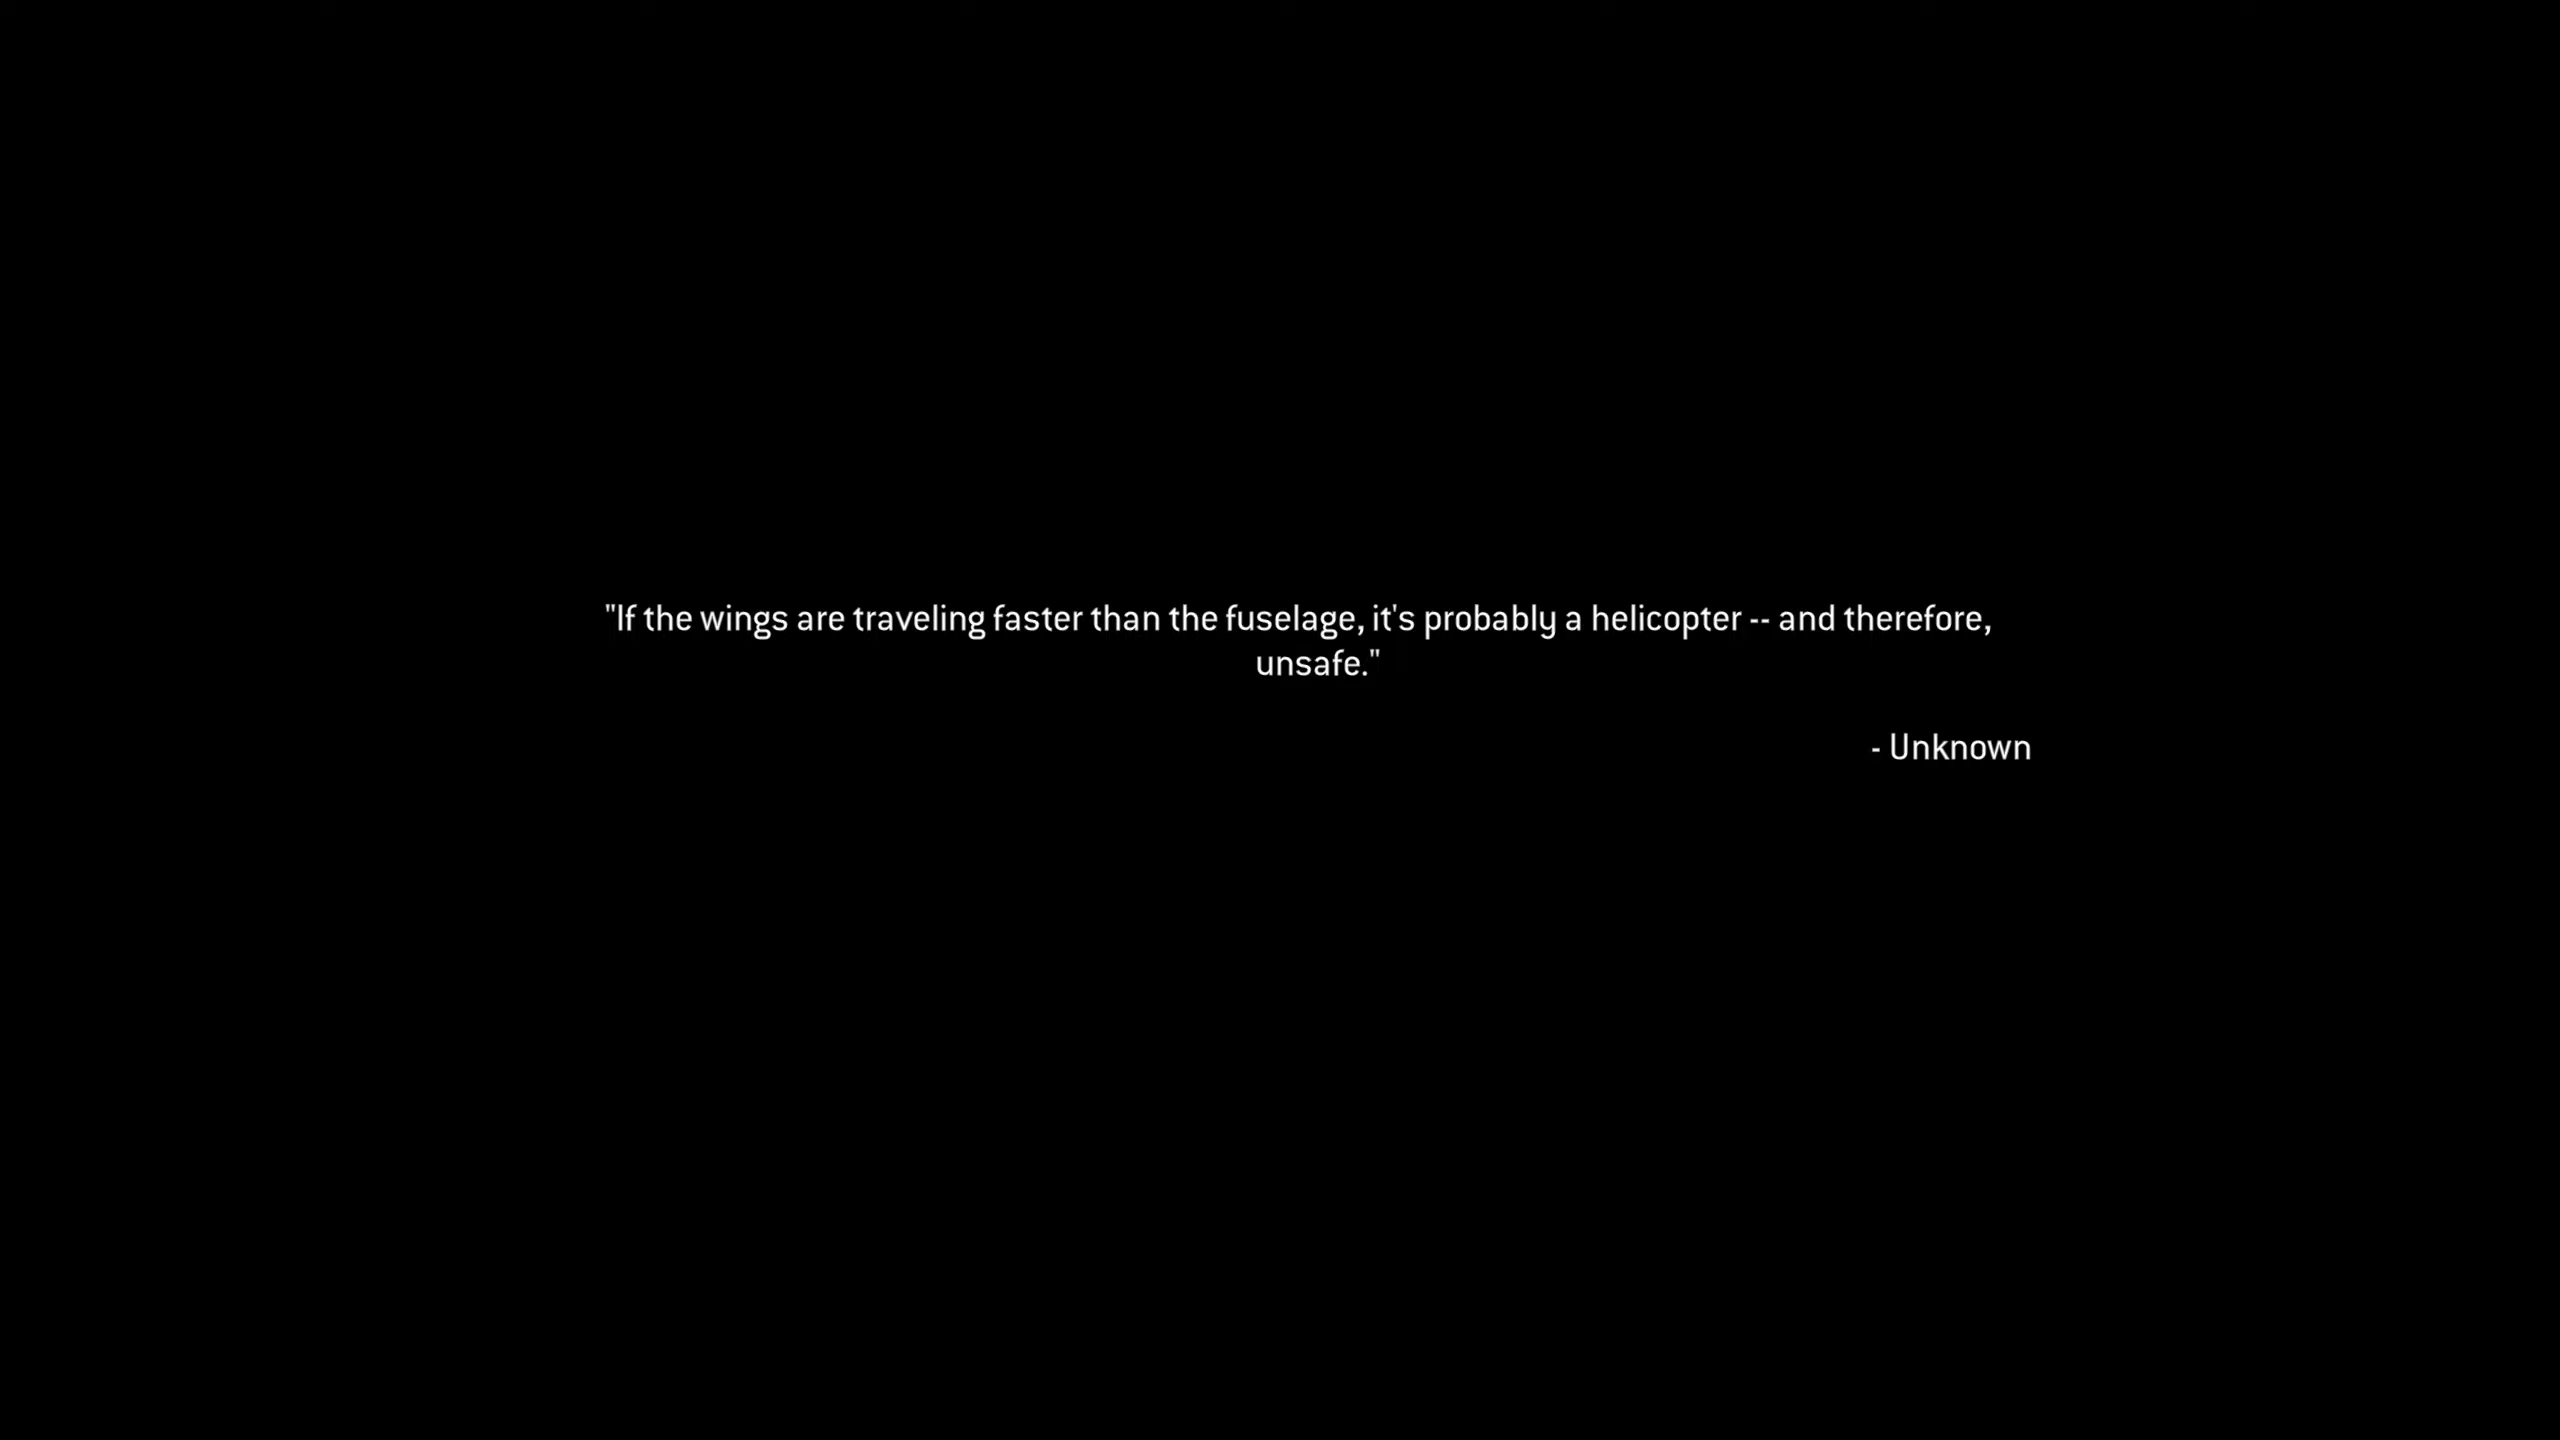 "If the wings are traveling faster than the fuselage, it's probably a helicopter -- and therefore,
unsafe."
- Unknown